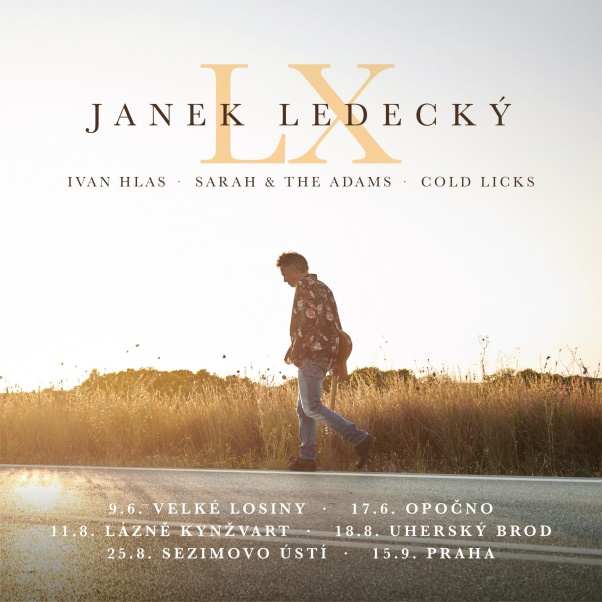 LX
JANEK LEDECKÝ
IVAN HLAS · SARAH & THE ADAMS · COLD LICKS
9.6. VELKÉ LOSINY · 17.6. OPOČNO
11.8. LÁZNĚ KYNŽVART · 18.8. UHERSKÝ BROD
25.8. SEZIMOVO ÚSTÍ · 15.9. PRAHA